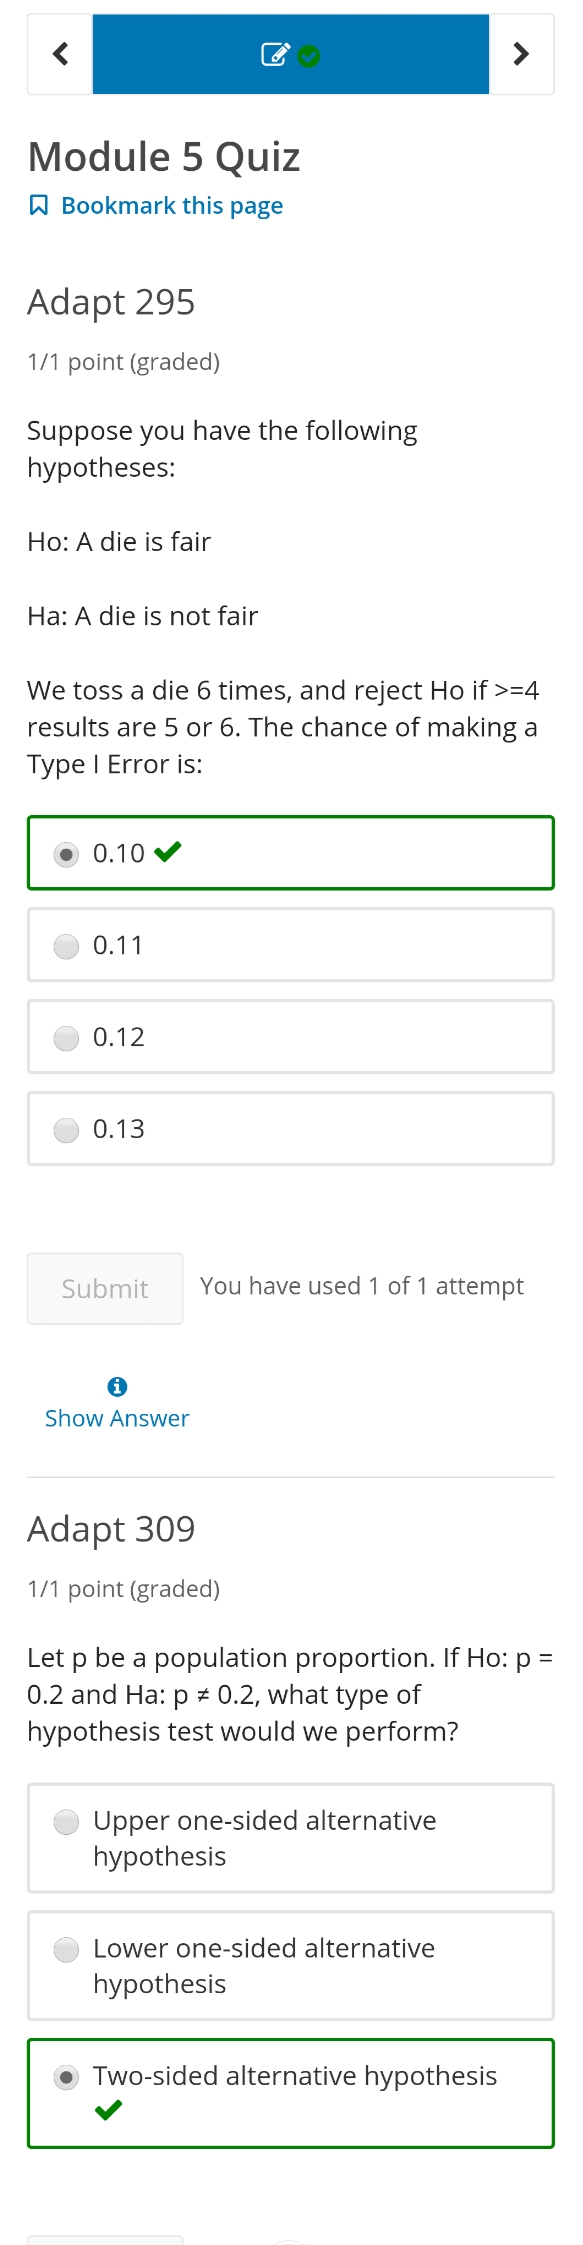 Module 5 Quiz
Bookmark this page
Adapt 295
1/1 point (graded)
Suppose you have the following
hypotheses:
Ho: A die is fair
Ha: A die is not fair
We toss a die 6 times, and reject Ho if >=4
results are 5 or 6. The chance of making a
Type I Error is:
0.10
0.11
0.12
0.13
Submit
You have used 1 of 1 attempt
Show Answer
Adapt 309
1/1 point (graded)
Let p be a population proportion. If Ho: p =
0.2 and Ha: p ≠ 0.2, what type of
hypothesis test would we perform?
Upper one-sided alternative
hypothesis
Lower one-sided alternative
hypothesis
Two-sided alternative hypothesis